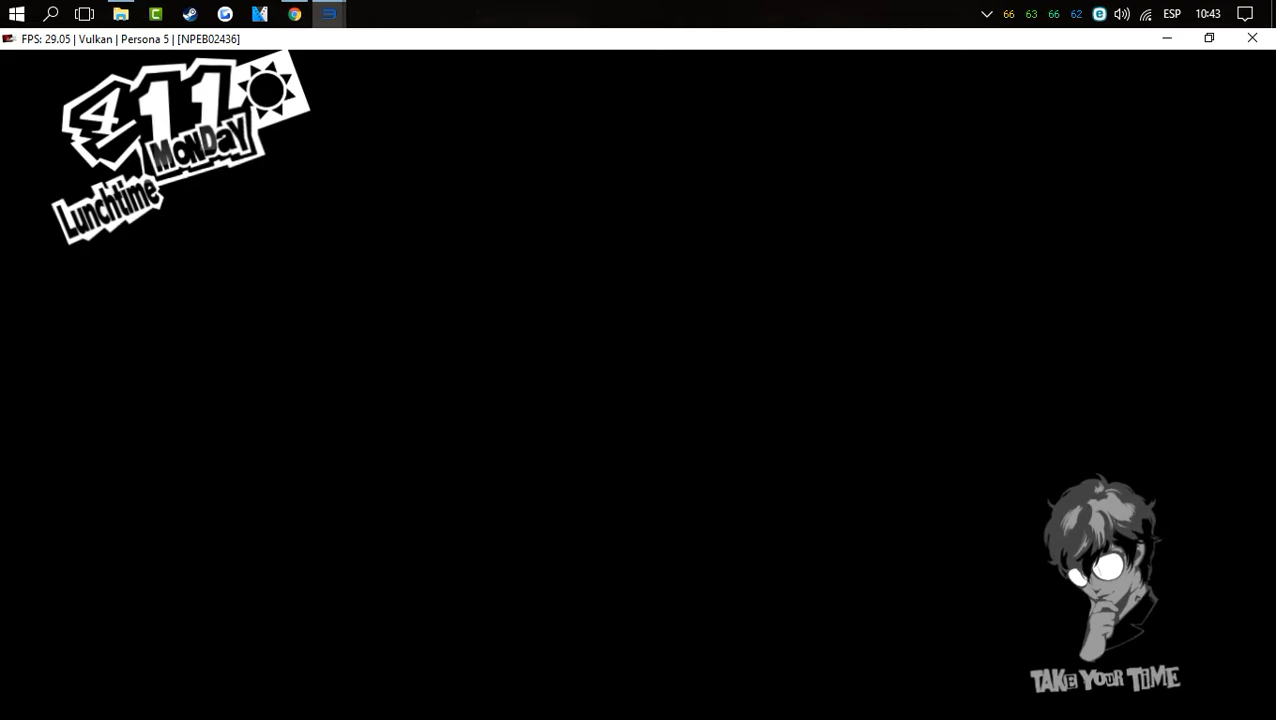 66 63 66 62 ESP 10:43
FPS: 29.05 | Vulkan | Persona 5 | [NPEB02436]
4 11
MONDAY
Lunchtime
TAKE YOUR TIME